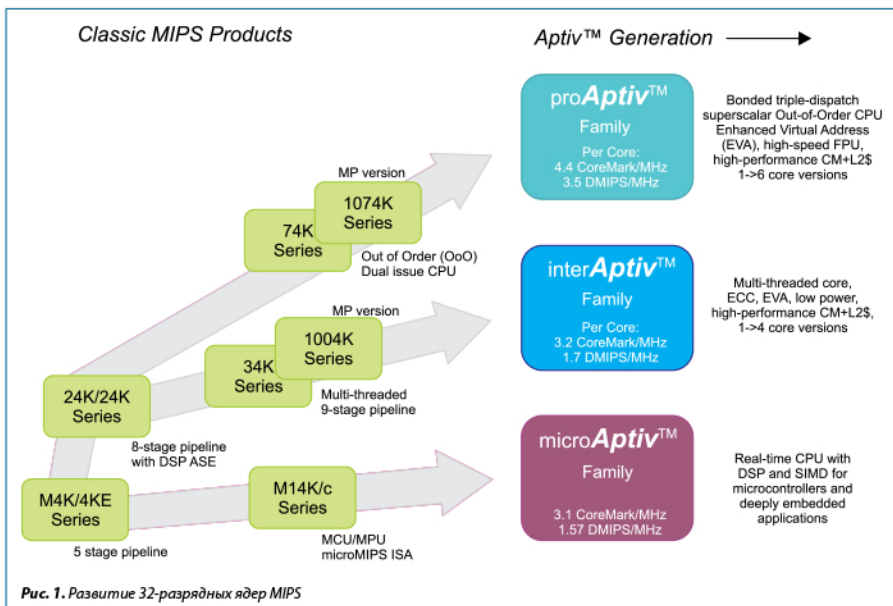 Classic MIPS Products
Aptiv™ Generation
proAptiv™
Family
Per Core:
4.4 CoreMark/MHz
3.5 DMIPS/MHz
Bonded triple-dispatch
superscalar Out-of-Order CPU
Enhanced Virtual Address
(EVA), high-speed FPU,
high-performance CM+L2$
1->6 core versions
MP version
1074K
Series
74K
Series
Out of Order (OoO)
Dual issue CPU
interAptiv™
Family
Per Core:
3.2 CoreMark/MHz
1.7 DMIPS/MHz
Multi-threaded core,
ECC, EVA, low power,
high-performance CM+L2$,
1->4 core versions
MP version
1004K
Series
34K
Series
Multi-threaded
9-stage pipeline
24K/24K
Series
8-stage pipeline
with DSP ASE
microAptiv™
Family
3.1 CoreMark/MHz
1.57 DMIPS/MHz
Real-time CPU with
DSP and SIMD for
microcontrollers and
deeply embedded
applications
M4K/4KE
Series
5 stage pipeline
M14K/c
Series
MCU/MPU
microMIPS ISA
Рис. 1. Развитие 32-разрядных ядер MIPS